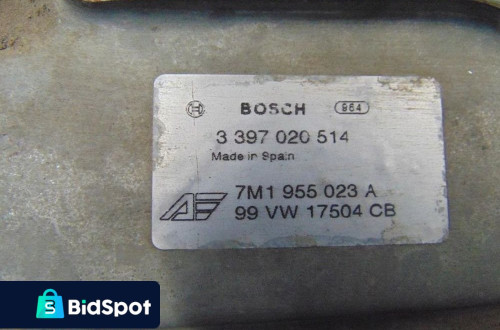 BOSCH 964
3 397 020 514
Made in Spain
7M1 955 023 A
99 VW 17504 CB
S BidSpot